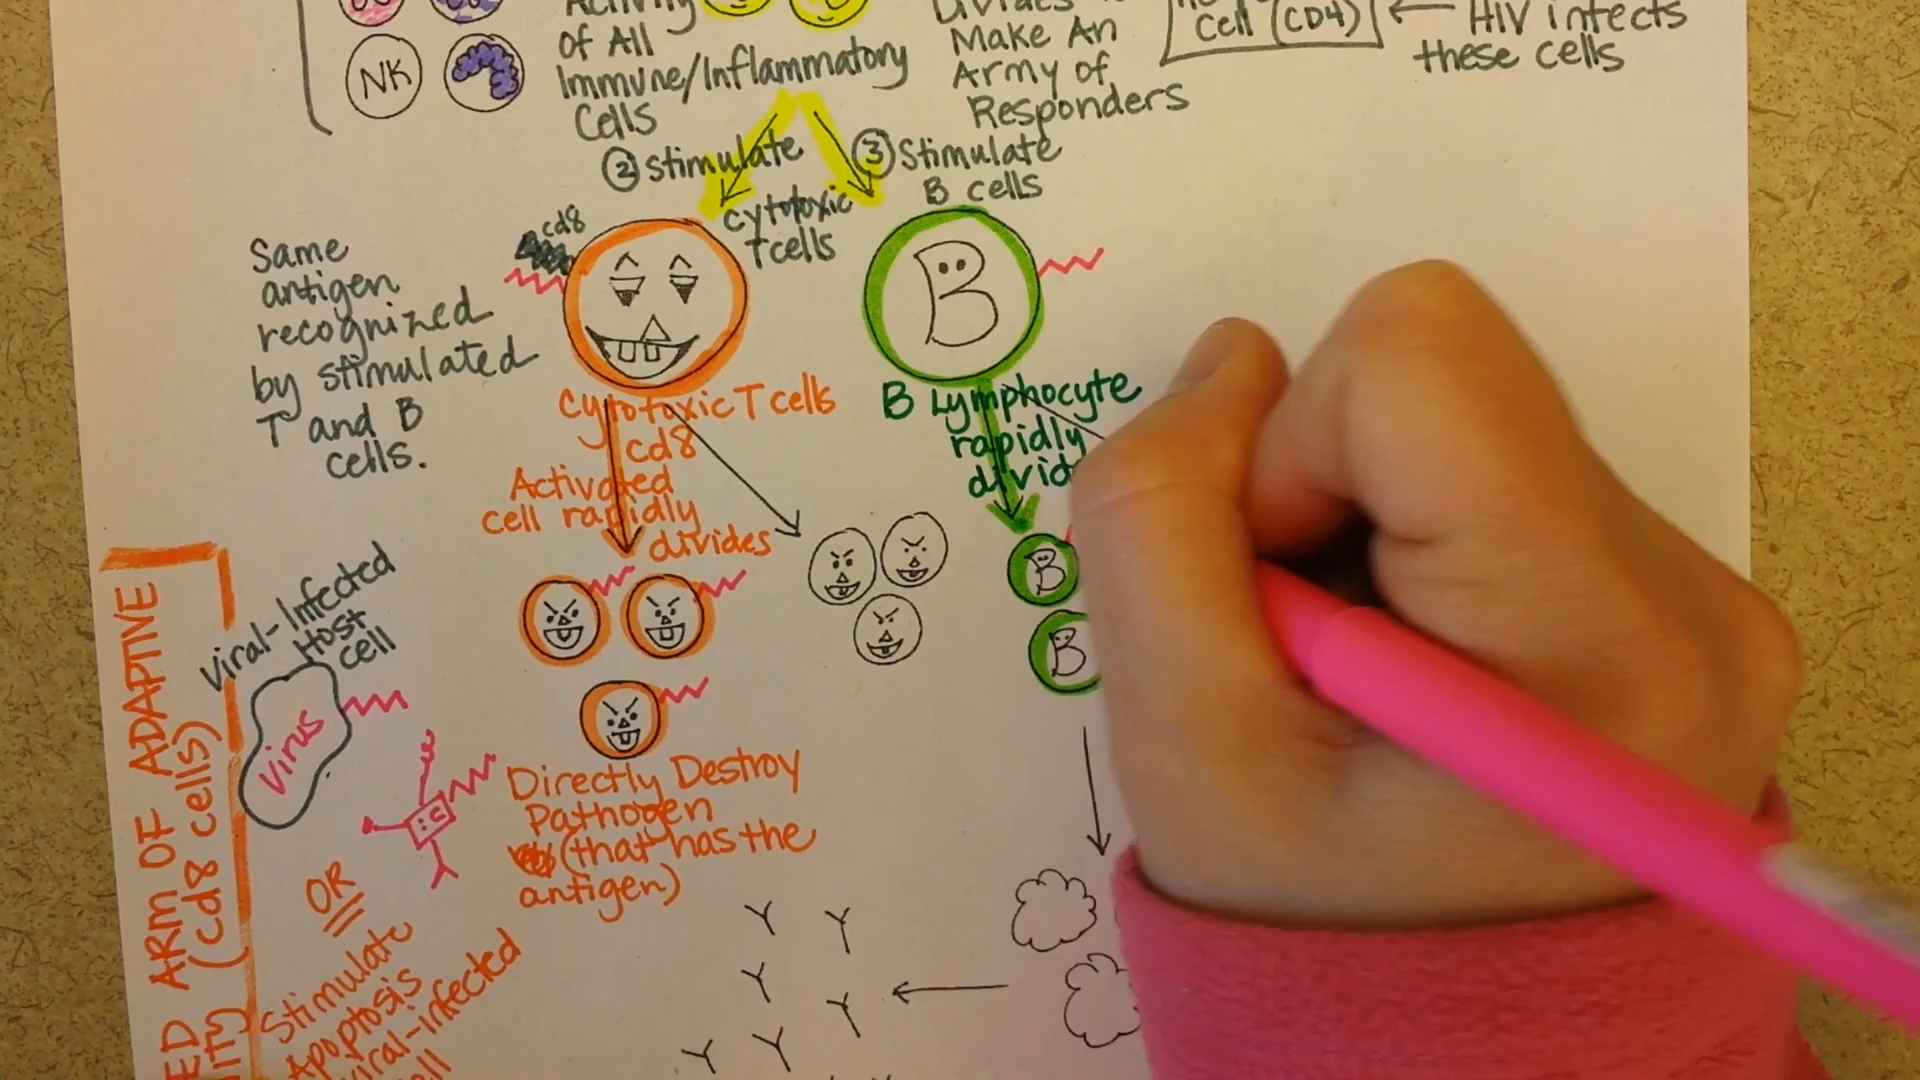 Activity
of All
Immune/Inflammatory
Cells
Divides
Make An
Army of
Responders
Cell (CD4)
HIV infects
these cells
NK
② stimulate
cytotoxic
T cells
③ Stimulate
B cells
cd8
B
Same
antigen
recognized
by stimulated
T and B
cells.
Cytotoxic T cells
cd8
Activated
cell rapidly
divides
B Lymphocyte
rapidly
B
B
Viral-Infected
Host
cell
Virus
Directly Destroy
Pathogen
(that has the
antigen)
OR
Stimulate
Apoptosis
viral-infected
ARM OF ADAPTIVE
(cd8 cells)